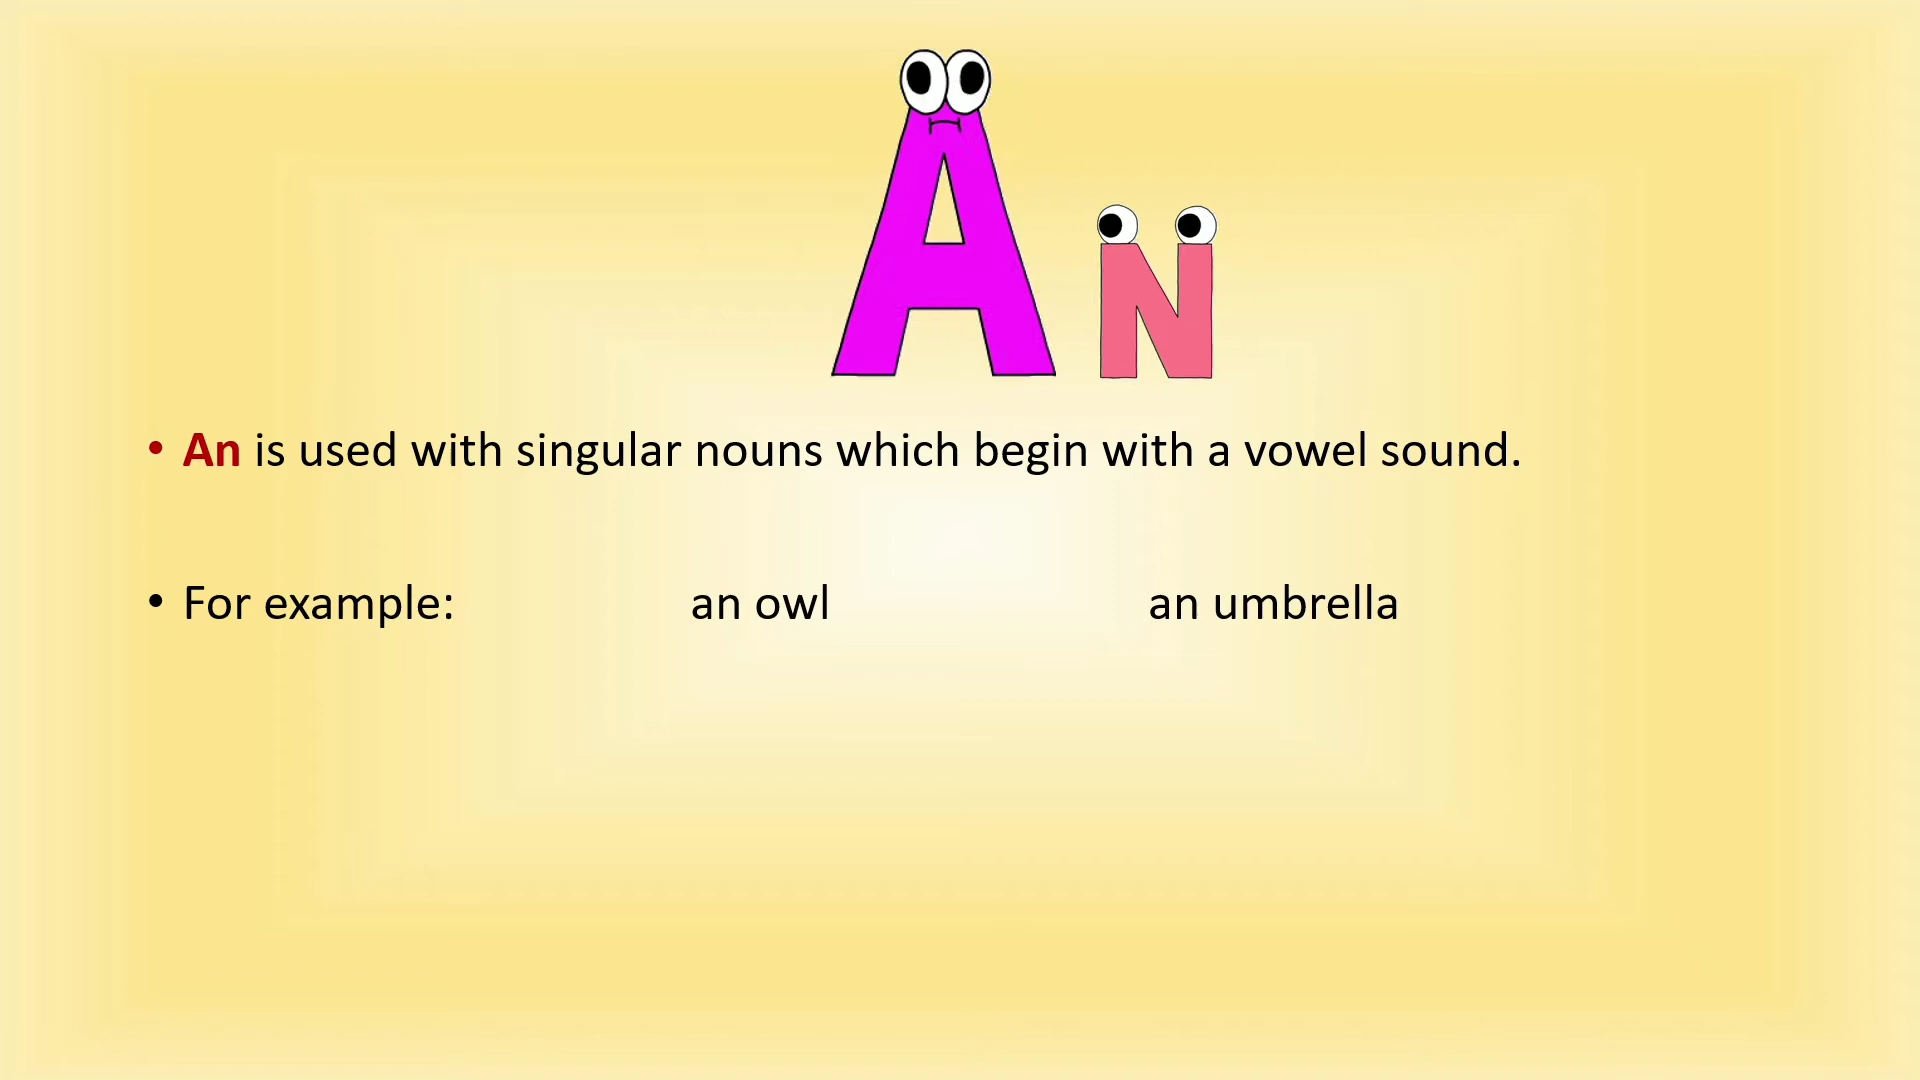 An
• An is used with singular nouns which begin with a vowel sound.
• For example: an owl an umbrella